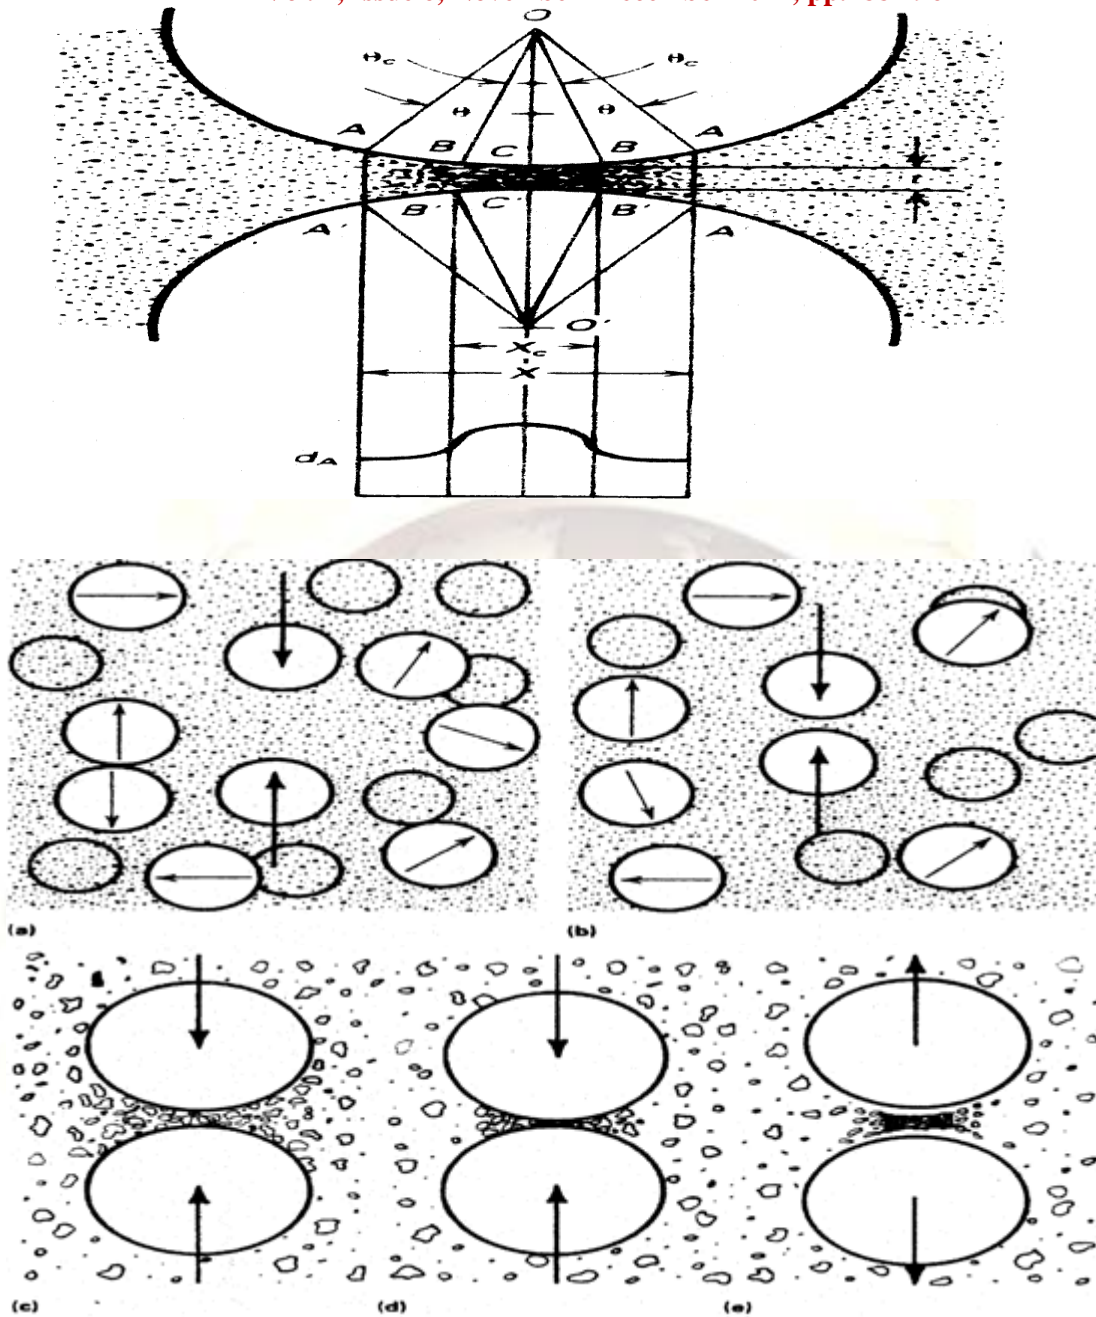 O
Θc Θc
Θ Θ
A B C B A
t
B' C' B'
A' A
O'
Xc
X
dA
(a) (b)
(c) (d) (e)